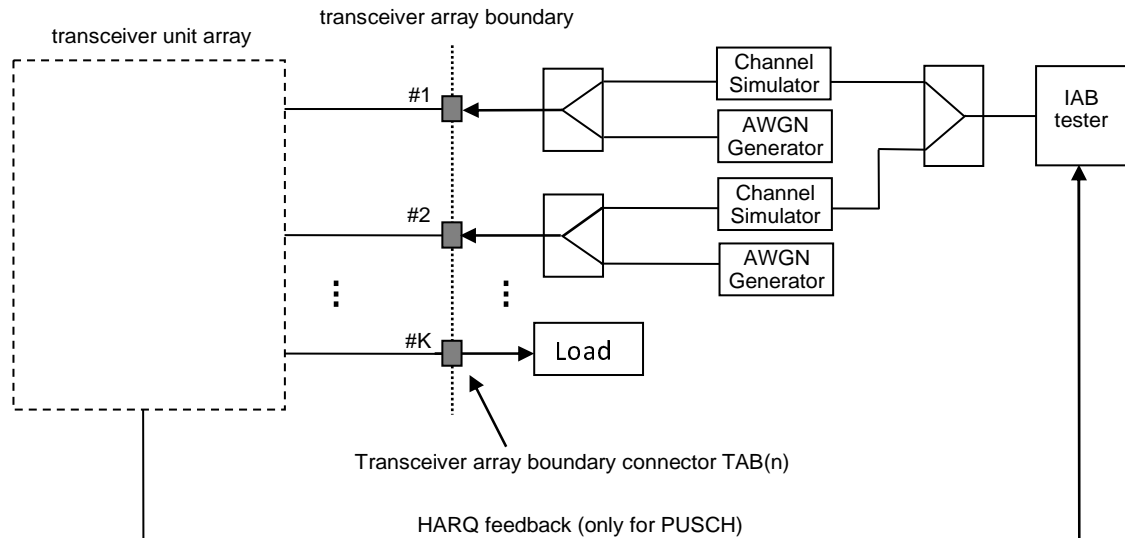 transceiver array boundary
transceiver unit array
#1
Channel
Simulator
AWGN
Generator
IAB
tester
#2
Channel
Simulator
AWGN
Generator
#K
Load
Transceiver array boundary connector TAB(n)
HARQ feedback (only for PUSCH)